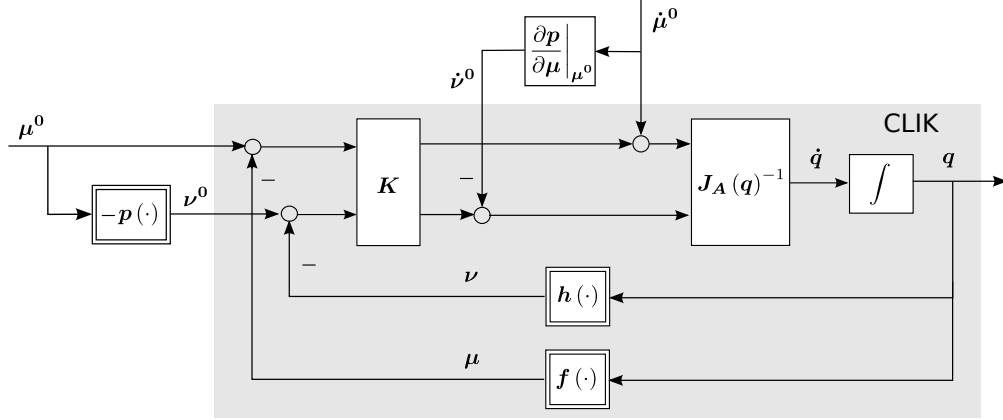 μ̇⁰
∂p/∂μ|μ⁰
ν̇⁰
CLIK
μ⁰
−
K
J_A (q)⁻¹
q̇
∫
q
−p (·)
ν⁰
−
−
ν
h (·)
μ
f (·)